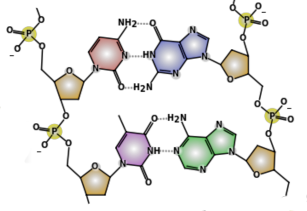 O P O O −
NH2 O N
O P O O −
N HN N
O N N N O
O H2N O
O O
O P O O −
O H2N N
O P O O −
N NH N N
O O N O
O